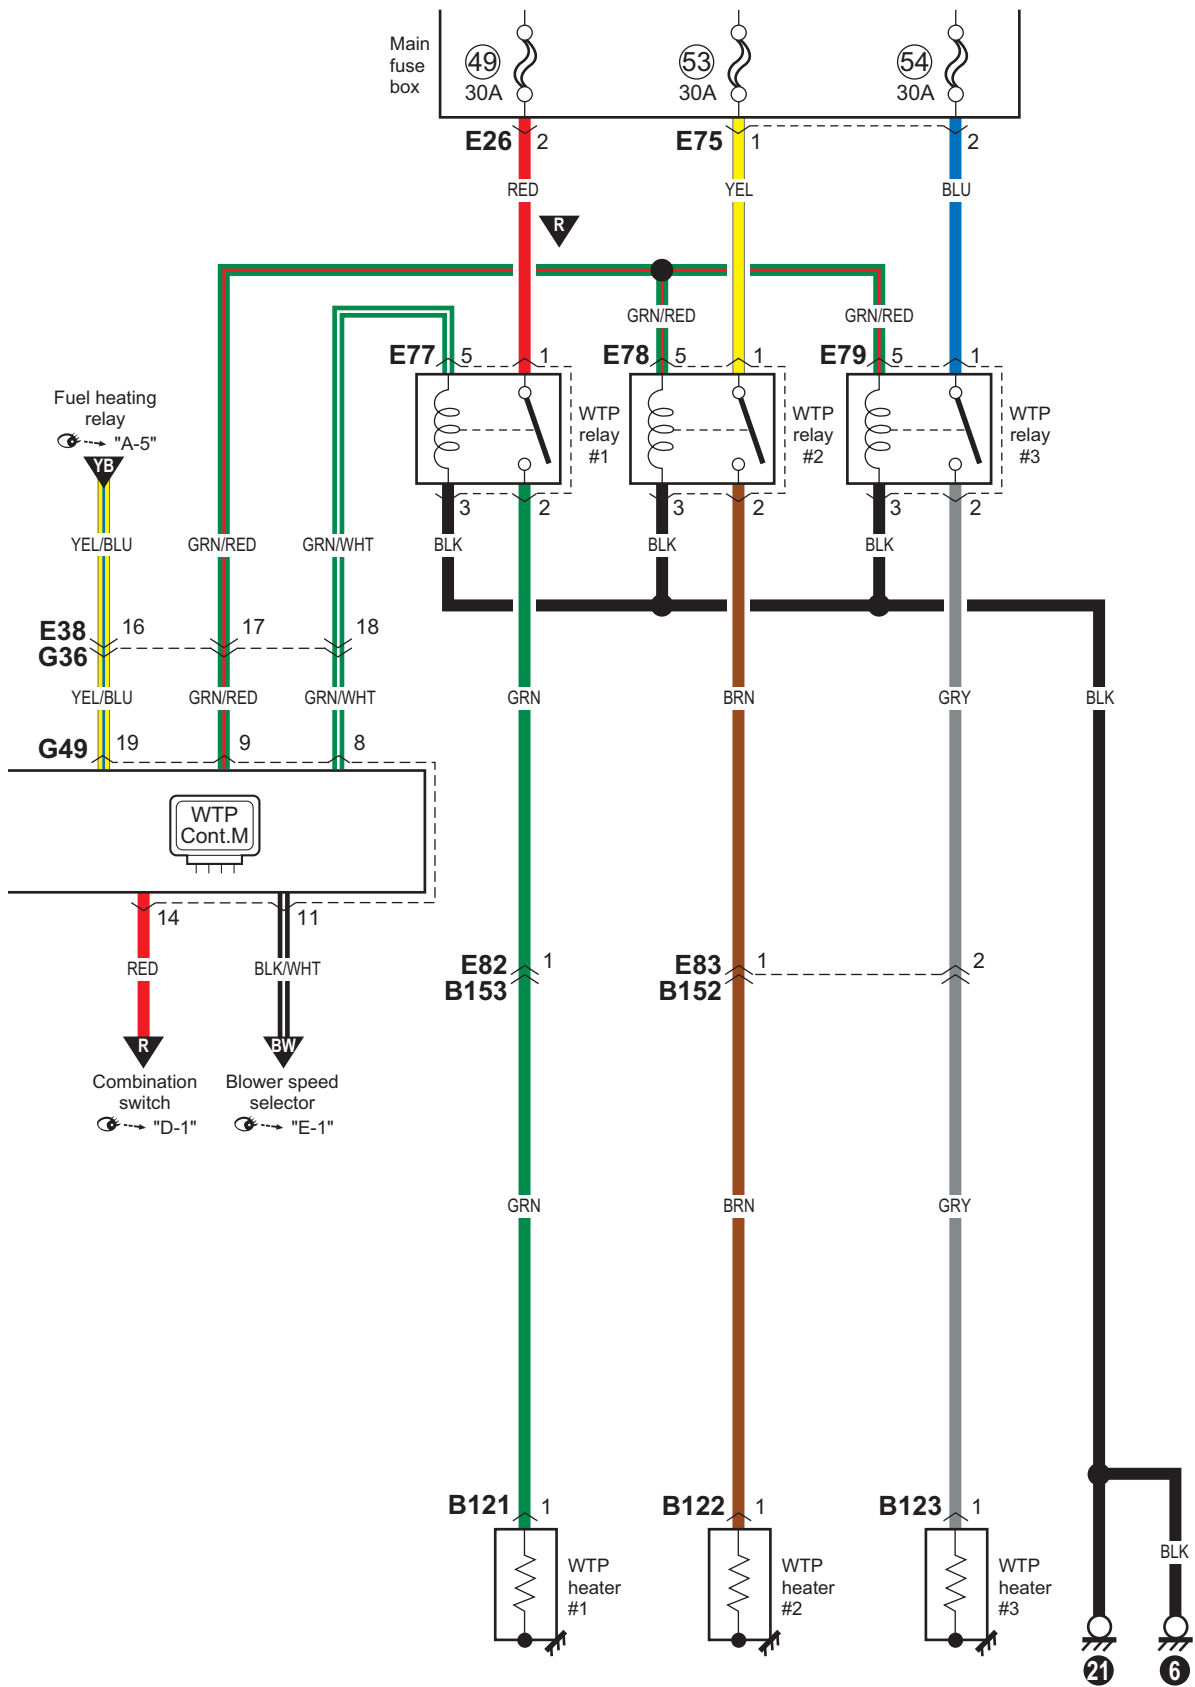 Main
fuse
box
49
30A
53
30A
54
30A
E26 2
E75 1
2
RED
YEL
BLU
R
GRN/RED
GRN/RED
E77 5 1
E78 5 1
E79 5 1
WTP
relay
#1
WTP
relay
#2
WTP
relay
#3
Fuel heating
relay
"A-5"
YB
3 2
3 2
3 2
YEL/BLU
GRN/RED
GRN/WHT
BLK
BLK
BLK
E38 16 17 18
G36
YEL/BLU
GRN/RED
GRN/WHT
GRN
BRN
GRY
BLK
G49 19 9 8
WTP
Cont.M
14
11
RED
BLK/WHT
E82 1
B153
E83 1 2
B152
R
BW
Combination
switch
"D-1"
Blower speed
selector
"E-1"
GRN
BRN
GRY
B121 1
B122 1
B123 1
WTP
heater
#1
WTP
heater
#2
WTP
heater
#3
BLK
21
6